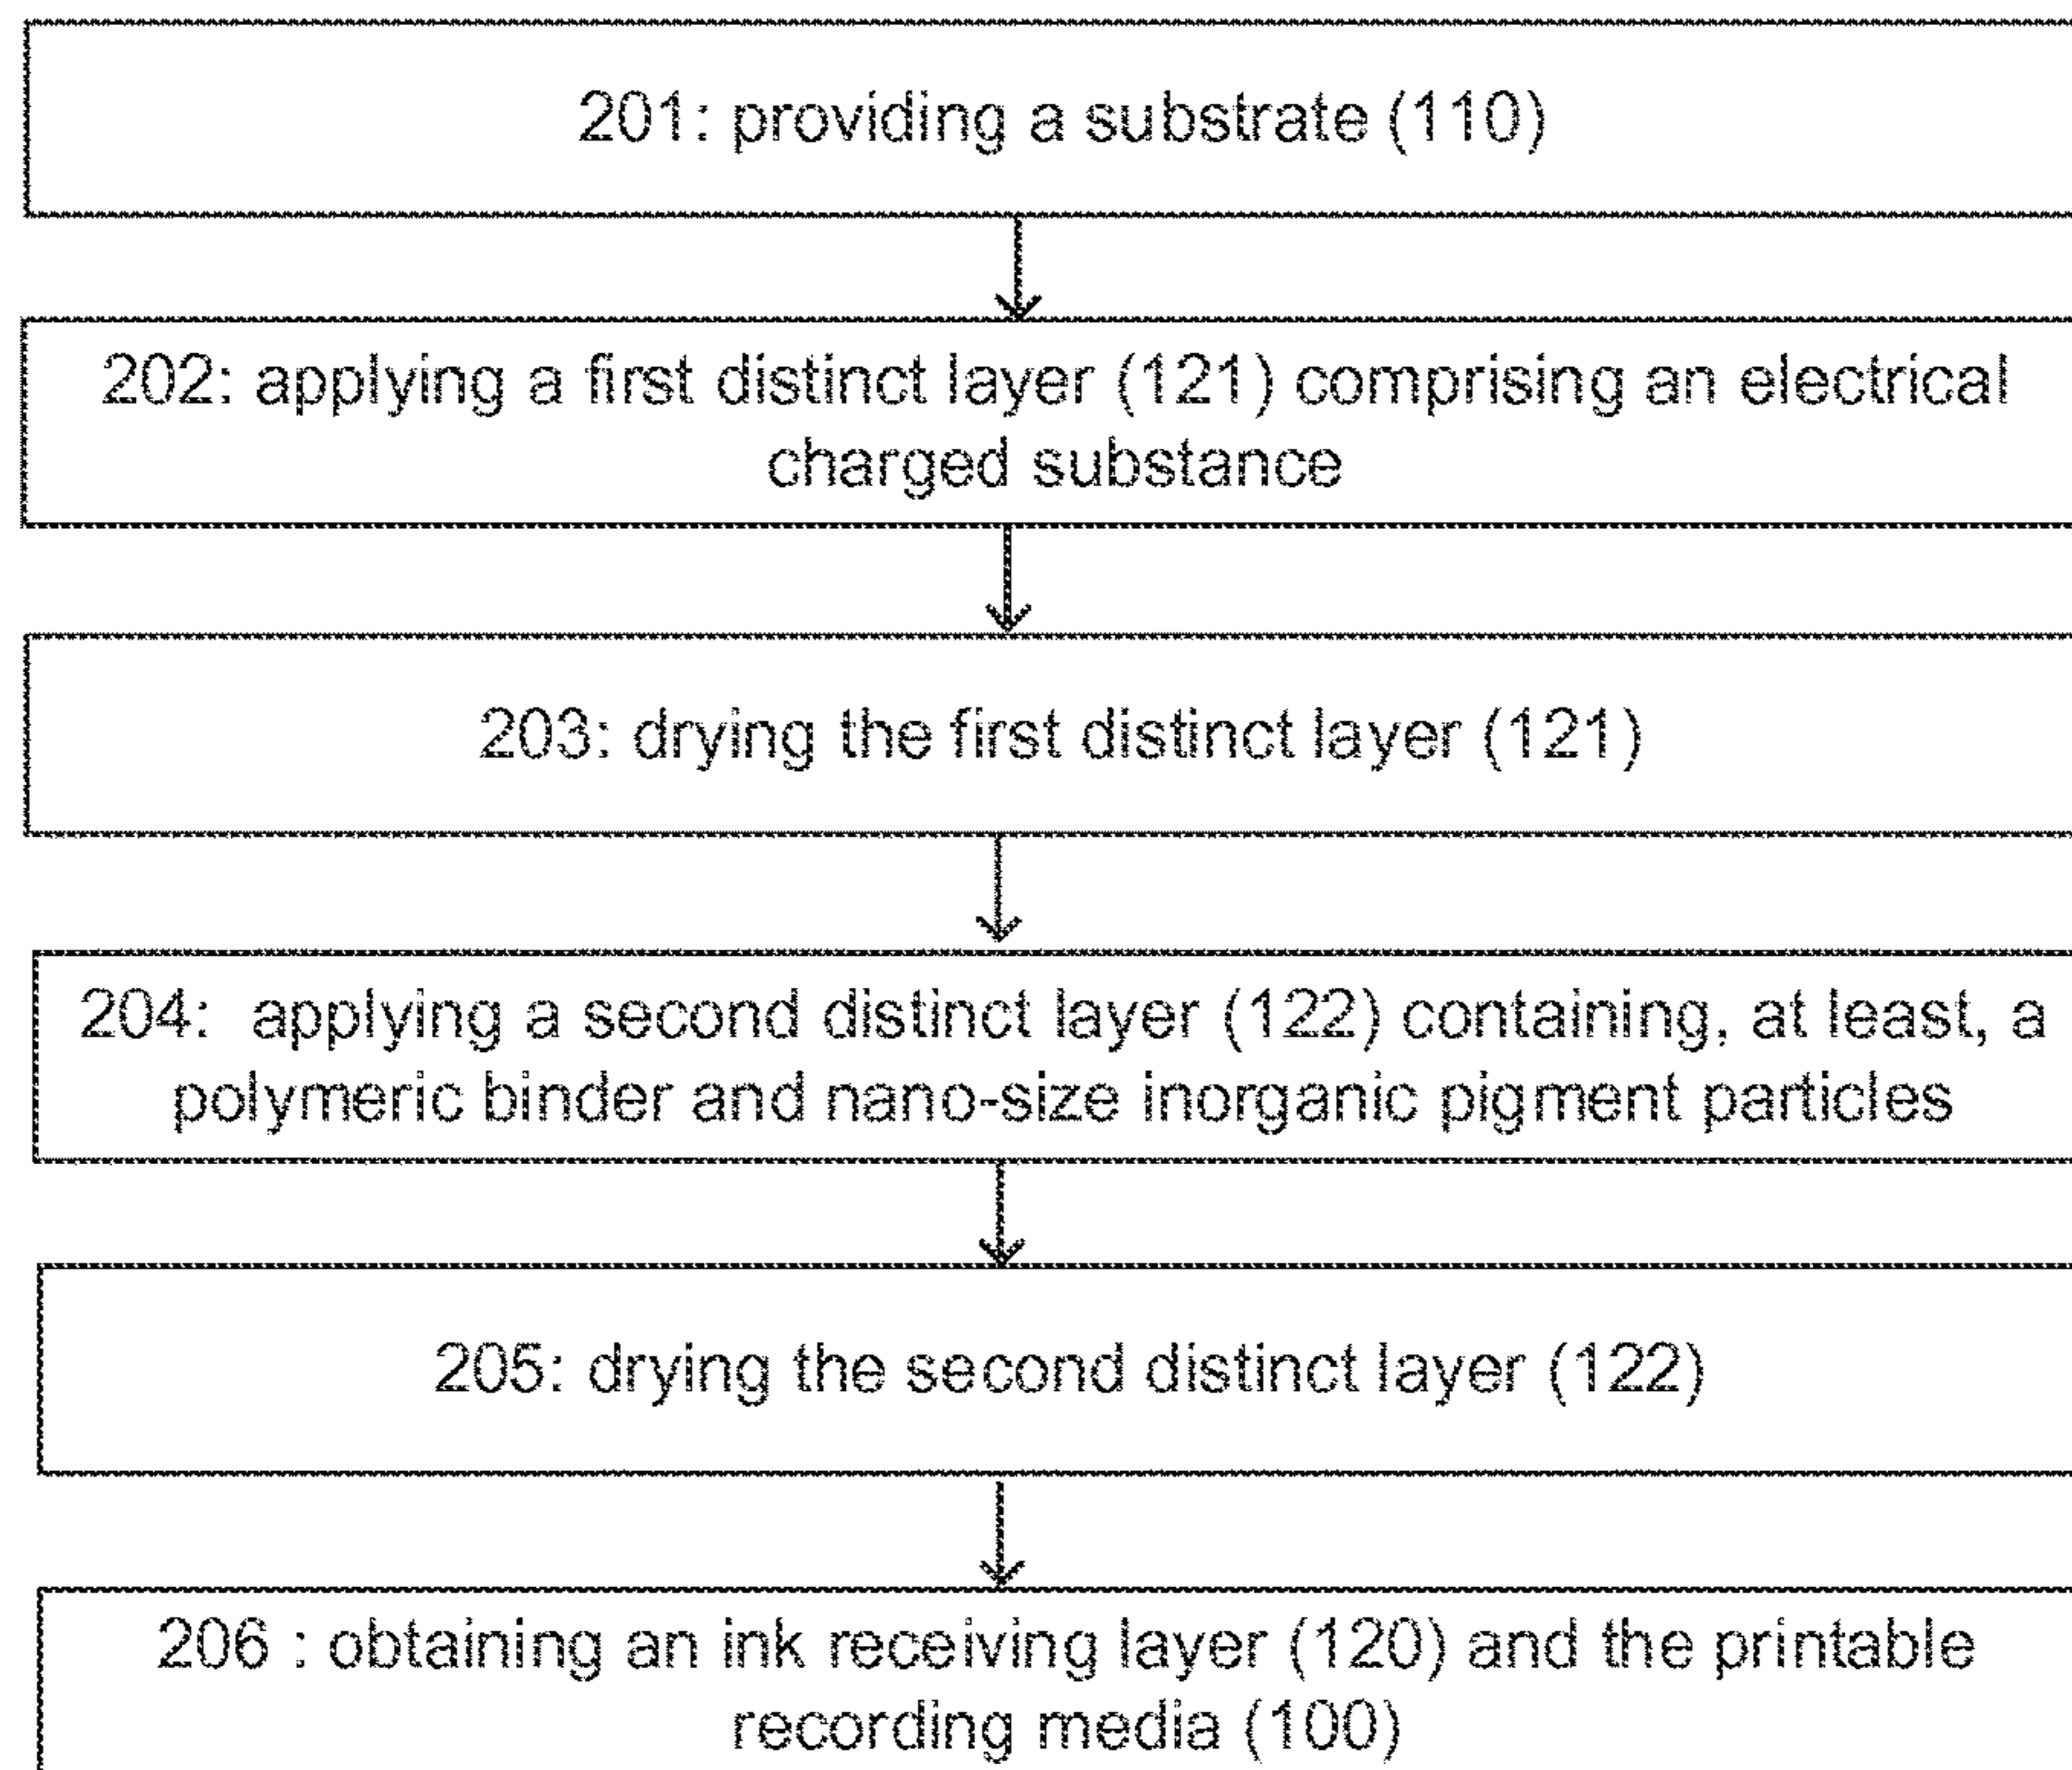 201: providing a substrate (110)
202: applying a first distinct layer (121) comprising an electrical
charged substance
203: drying the first distinct layer (121)
204: applying a second distinct layer (122) containing, at least, a
polymeric binder and nano-size inorganic pigment particles
205: drying the second distinct layer (122)
206 : obtaining an ink receiving layer (120) and the printable
recording media (100)